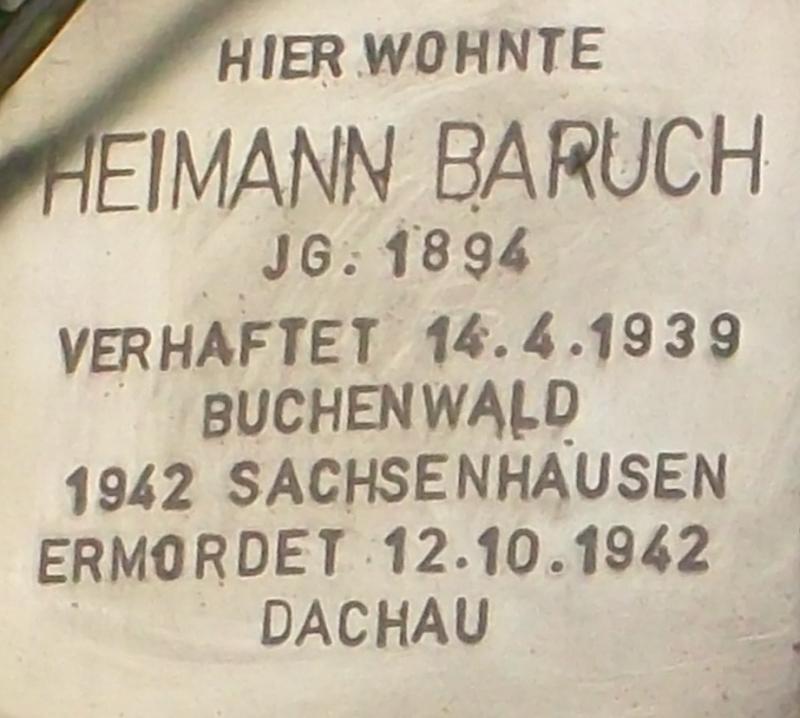 HIER WOHNTE
HEIMANN BARUCH
JG. 1894
VERHAFTET 14.4.1939
BUCHENWALD
1942 SACHSENHAUSEN
ERMORDET 12.10.1942
DACHAU